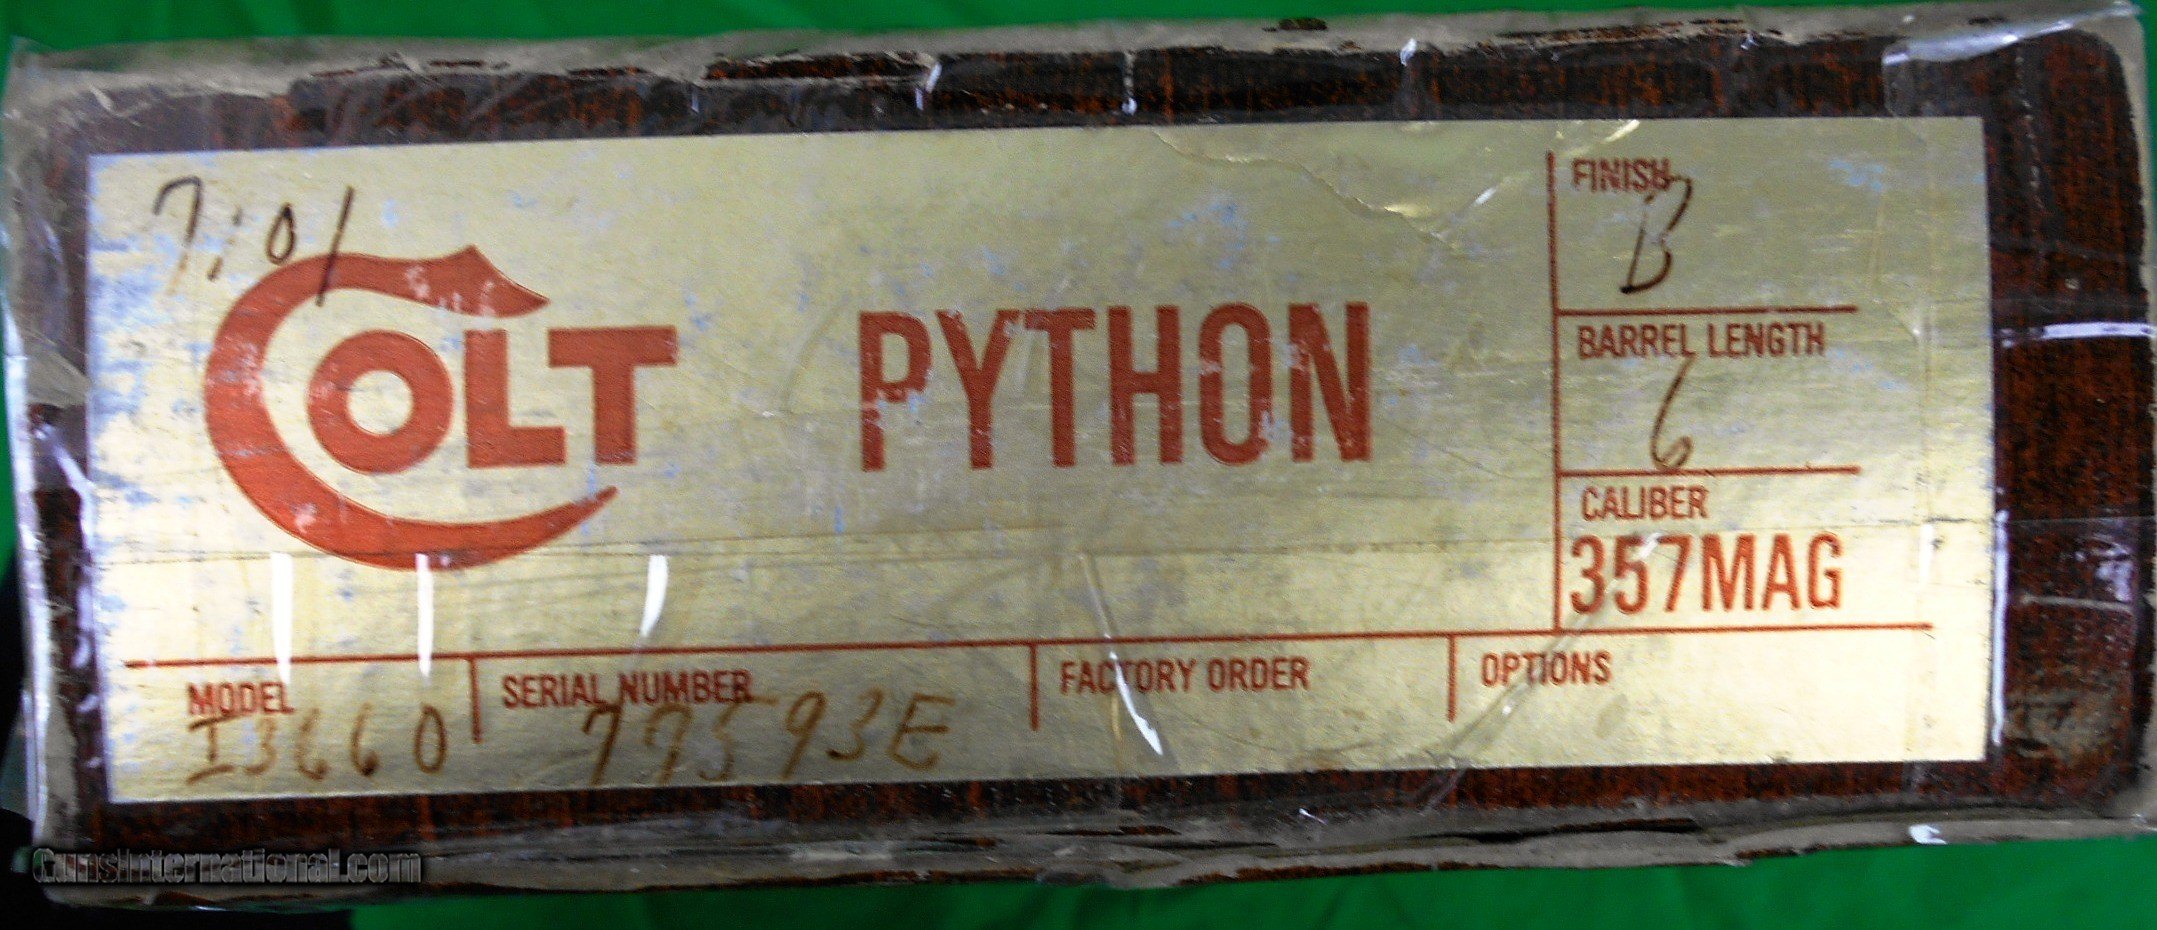 7101
COLT PYTHON
FINISH
B
BARREL LENGTH
6
CALIBER
357MAG
MODEL SERIAL NUMBER FACTORY ORDER OPTIONS
I3660 77593E
GunsInternational.com